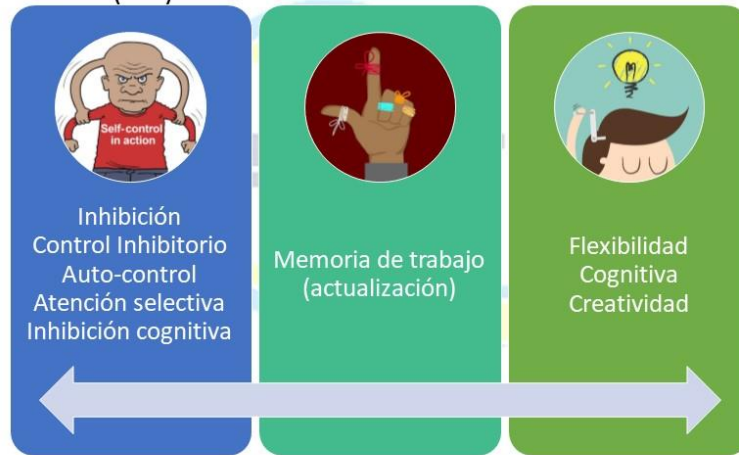 Self-control
in action
Inhibición
Control Inhibitorio
Auto-control
Atención selectiva
Inhibición cognitiva
Memoria de trabajo
(actualización)
Flexibilidad
Cognitiva
Creatividad